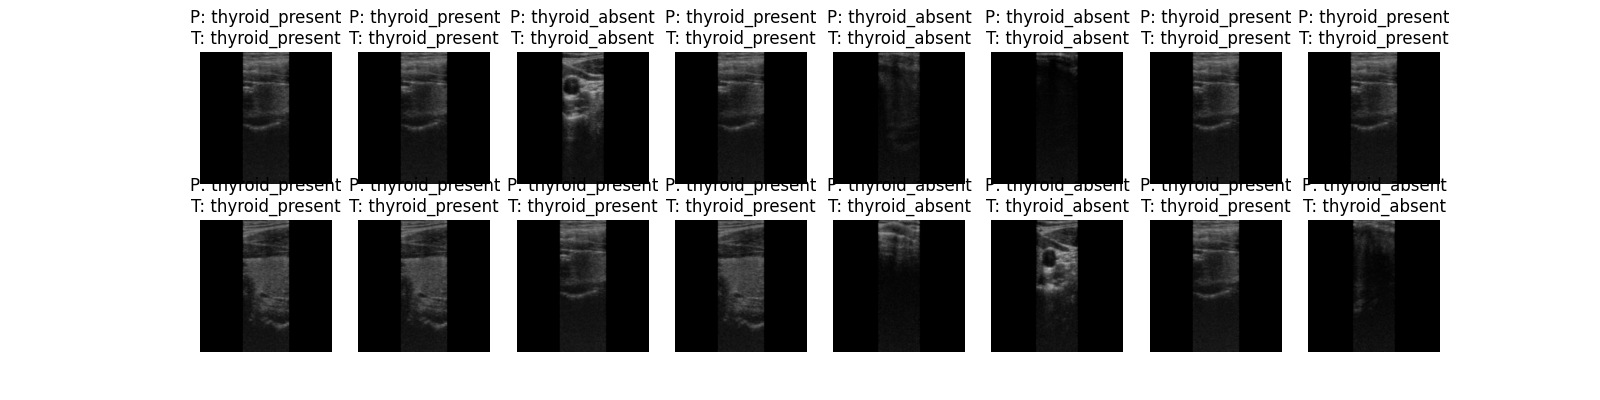 P: thyroid_present P: thyroid_present P: thyroid_absent P: thyroid_present P: thyroid_absent P: thyroid_absent P: thyroid_present P: thyroid_present
T: thyroid_present T: thyroid_present T: thyroid_absent T: thyroid_present T: thyroid_absent T: thyroid_absent T: thyroid_present T: thyroid_present
P: thyroid_present P: thyroid_present P: thyroid_present P: thyroid_present P: thyroid_absent P: thyroid_absent P: thyroid_present P: thyroid_absent
T: thyroid_present T: thyroid_present T: thyroid_present T: thyroid_present T: thyroid_absent T: thyroid_absent T: thyroid_present T: thyroid_absent